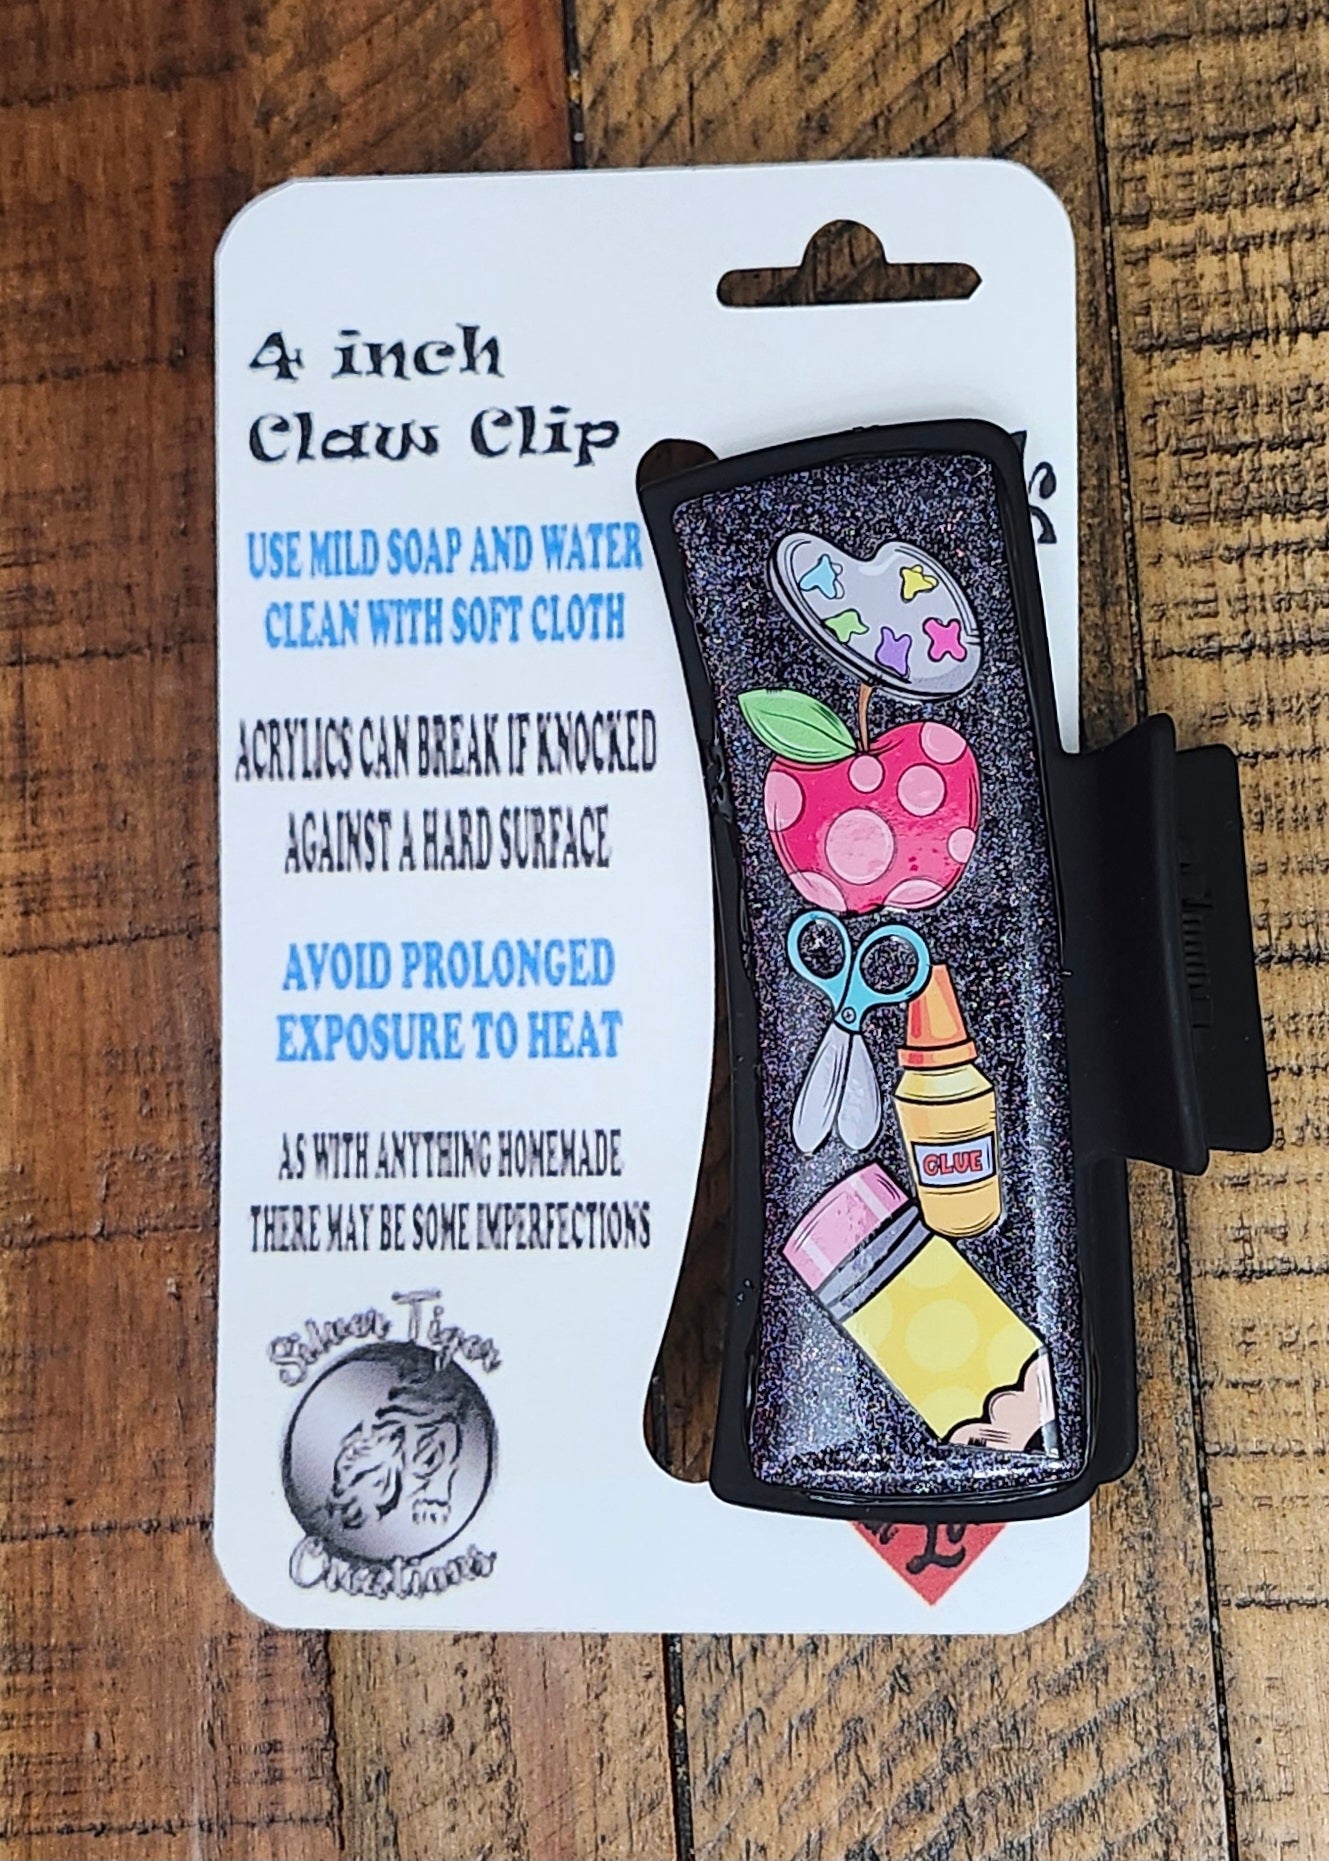 4 inch
Claw Clip
USE MILD SOAP AND WATER
CLEAN WITH SOFT CLOTH
ACRYLICS CAN BREAK IF KNOCKED
AGAINST A HARD SURFACE
AVOID PROLONGED
EXPOSURE TO HEAT
AS WITH ANYTHING HOMEMADE
THERE MAY BE SOME IMPERFECTIONS
Silver Tiger
Creations
GLUE